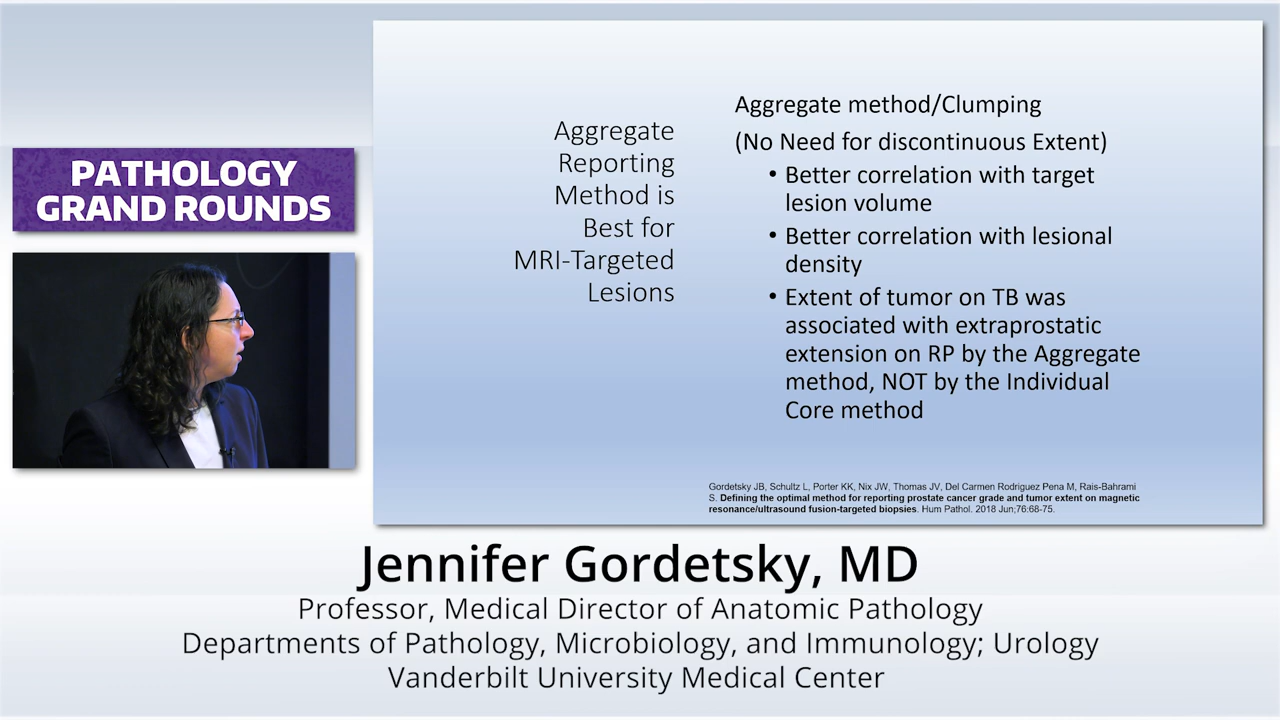 PATHOLOGY
GRAND ROUNDS
Aggregate
Reporting
Method is
Best for
MRI-Targeted
Lesions
Aggregate method/Clumping
(No Need for discontinuous Extent)
• Better correlation with target
lesion volume
• Better correlation with lesional
density
• Extent of tumor on TB was
associated with extraprostatic
extension on RP by the Aggregate
method, NOT by the Individual
Core method
Gordetsky JB, Schultz L, Porter KK, Nix JW, Thomas JV, Del Carmen Rodriguez Pena M, Rais-Bahrami
S. Defining the optimal method for reporting prostate cancer grade and tumor extent on magnetic
resonance/ultrasound fusion-targeted biopsies. Hum Pathol. 2018 Jun;76:68-75.
Jennifer Gordetsky, MD
Professor, Medical Director of Anatomic Pathology
Departments of Pathology, Microbiology, and Immunology; Urology
Vanderbilt University Medical Center